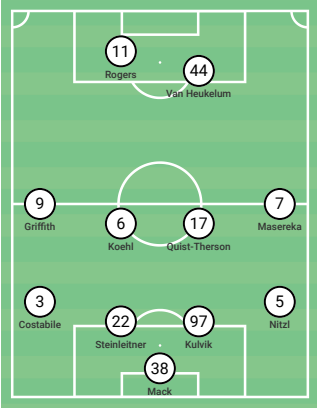 11
Rogers
44
Van Heukelum
9
Griffith
7
Masereka
6
Koehl
17
Quist-Therson
3
Costabile
5
Nitzl
22
Steinleitner
97
Kulvik
38
Mack